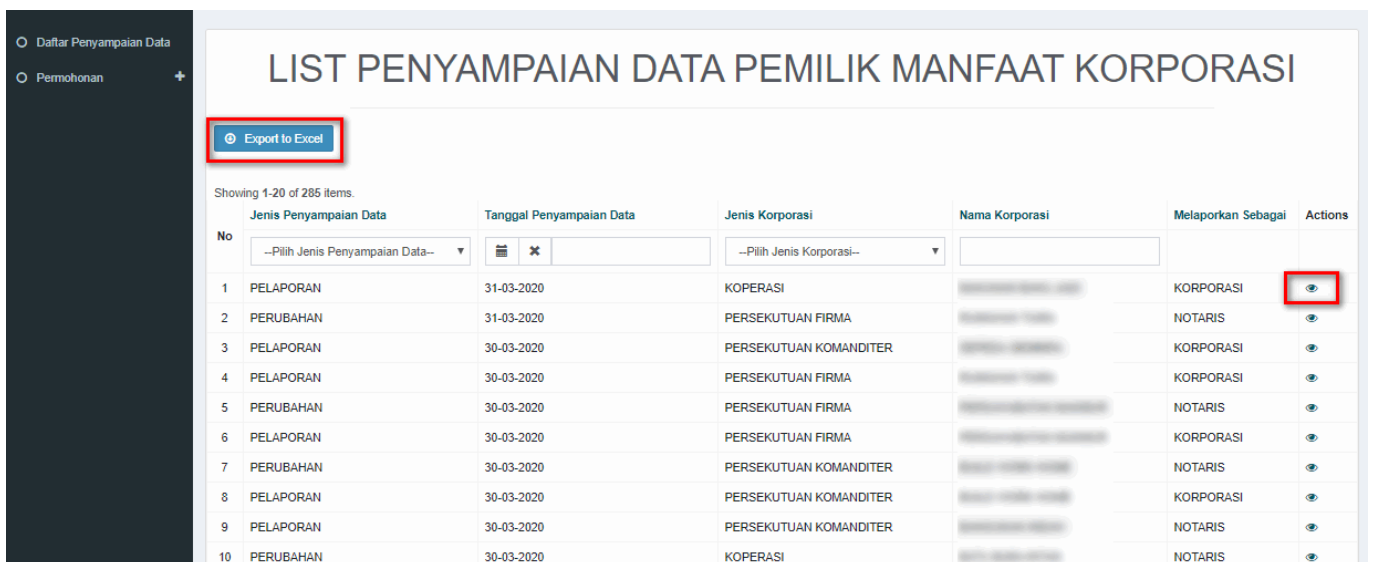 Daftar Penyampaian Data
Permohonan
LIST PENYAMPAIAN DATA PEMILIK MANFAAT KORPORASI
Export to Excel
Showing 1-20 of 285 items.
No Jenis Penyampaian Data Tanggal Penyampaian Data Jenis Korporasi Nama Korporasi Melaporkan Sebagai Actions
--Pilih Jenis Penyampaian Data-- --Pilih Jenis Korporasi--
1 PELAPORAN 31-03-2020 KOPERASI KORPORASI
2 PERUBAHAN 31-03-2020 PERSEKUTUAN FIRMA NOTARIS
3 PELAPORAN 30-03-2020 PERSEKUTUAN KOMANDITER KORPORASI
4 PELAPORAN 30-03-2020 PERSEKUTUAN FIRMA KORPORASI
5 PERUBAHAN 30-03-2020 PERSEKUTUAN FIRMA NOTARIS
6 PELAPORAN 30-03-2020 PERSEKUTUAN FIRMA KORPORASI
7 PERUBAHAN 30-03-2020 PERSEKUTUAN KOMANDITER NOTARIS
8 PELAPORAN 30-03-2020 PERSEKUTUAN KOMANDITER KORPORASI
9 PELAPORAN 30-03-2020 PERSEKUTUAN KOMANDITER NOTARIS
10 PERUBAHAN 30-03-2020 KOPERASI NOTARIS